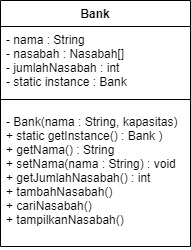 Bank
- nama : String
- nasabah : Nasabah[]
- jumlahNasabah : int
- static instance : Bank
- Bank(nama : String, kapasitas)
+ static getInstance() : Bank )
+ getNama() : String
+ setNama(nama : String) : void
+ getJumlahNasabah() : int
+ tambahNasabah()
+ cariNasabah()
+ tampilkanNasabah()